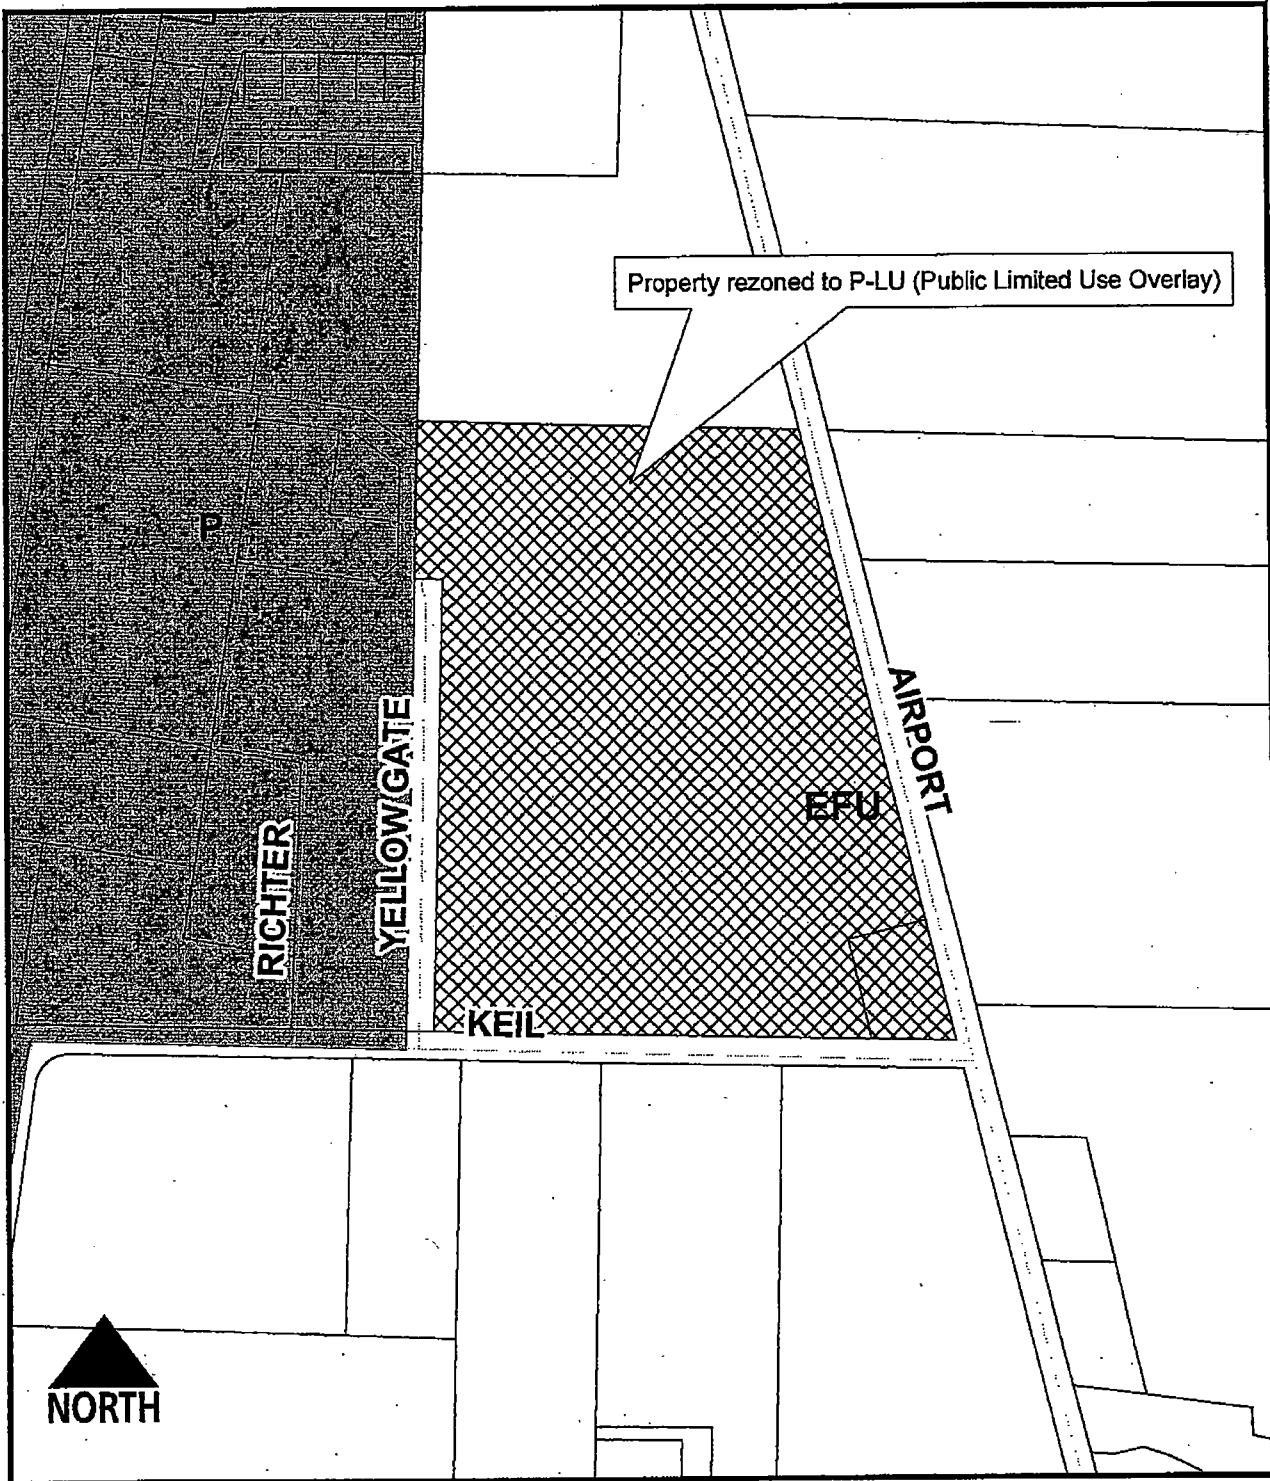 Property rezoned to P-LU (Public Limited Use Overlay)
P
AIRPORT
YELLOW GATE
EFU
RICHTER
KEIL
NORTH